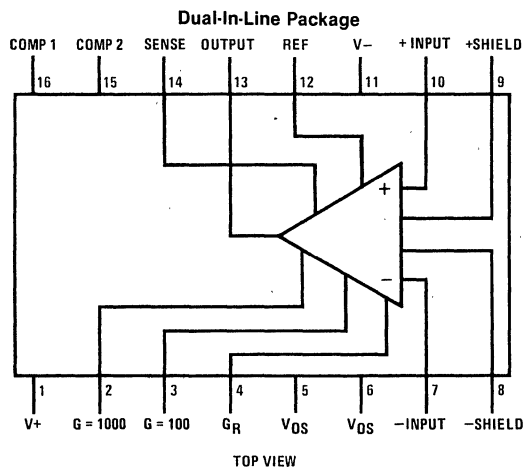 Dual-In-Line Package
COMP 1 COMP 2 SENSE OUTPUT REF V− +INPUT +SHIELD
16 15 14 13 12 11 10 9
+
−
1 2 3 4 5 6 7 8
V+ G = 1000 G = 100 GR VOS VOS −INPUT −SHIELD
TOP VIEW